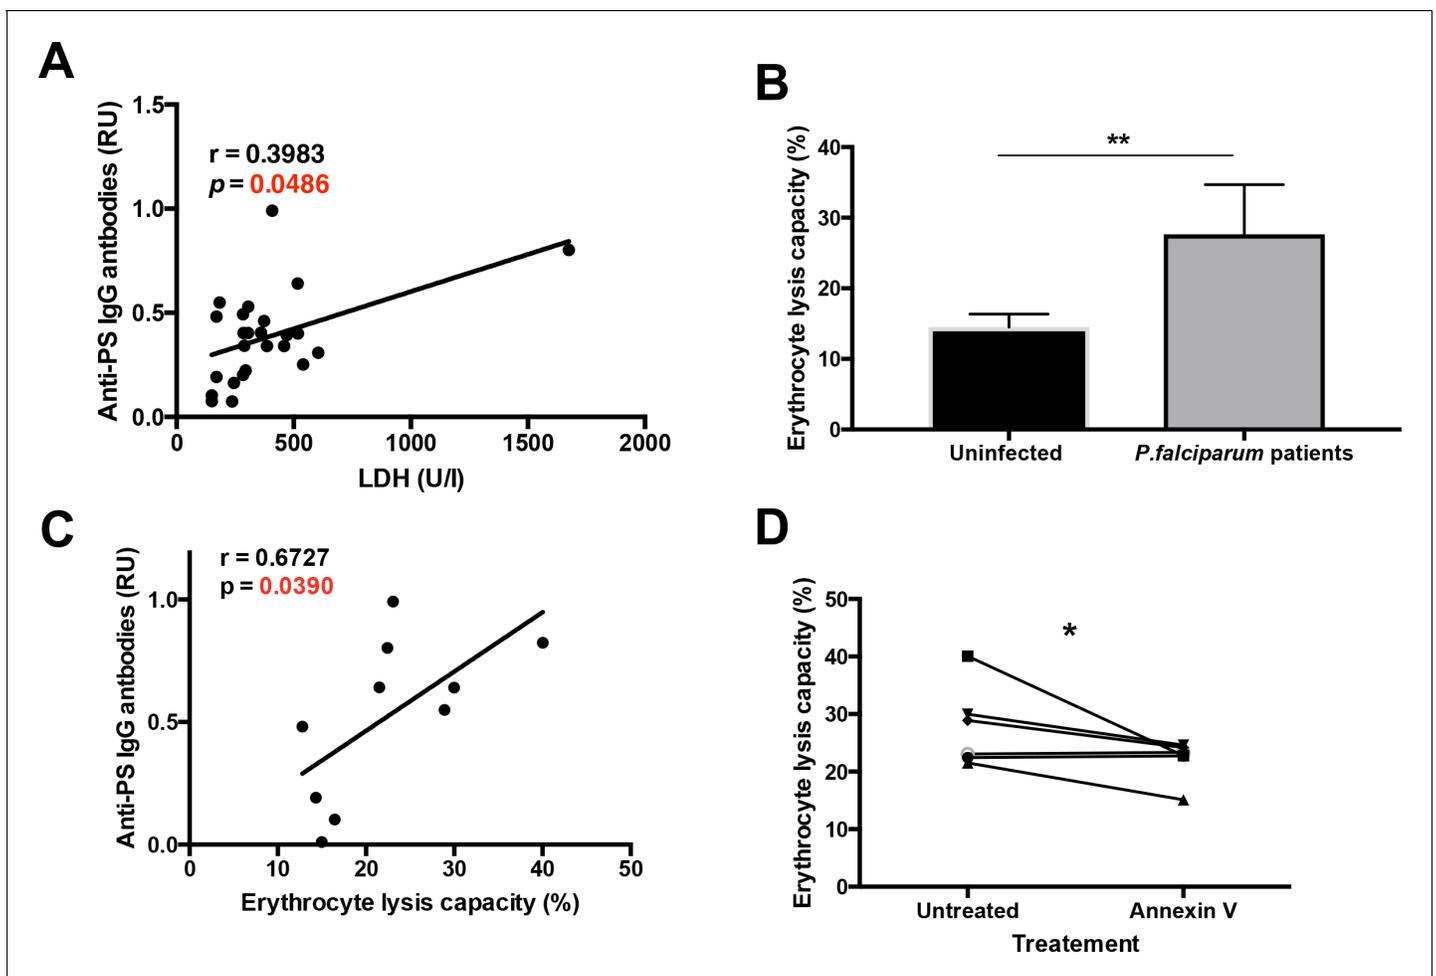 A
Anti-PS IgG antibodies (RU)
1.5
1.0
0.5
0.0
r = 0.3983
p = 0.0486
0 500 1000 1500 2000
LDH (U/l)
B
Erythrocyte lysis capacity (%)
40
30
20
10
0
**
Uninfected P.falciparum patients
C
Anti-PS IgG antbodies (RU)
r = 0.6727
p = 0.0390
1.0
0.5
0.0
0 10 20 30 40 50
Erythrocyte lysis capacity (%)
D
Erythrocyte lysis capacity (%)
50
40
30
20
10
0
*
Untreated Annexin V
Treatement